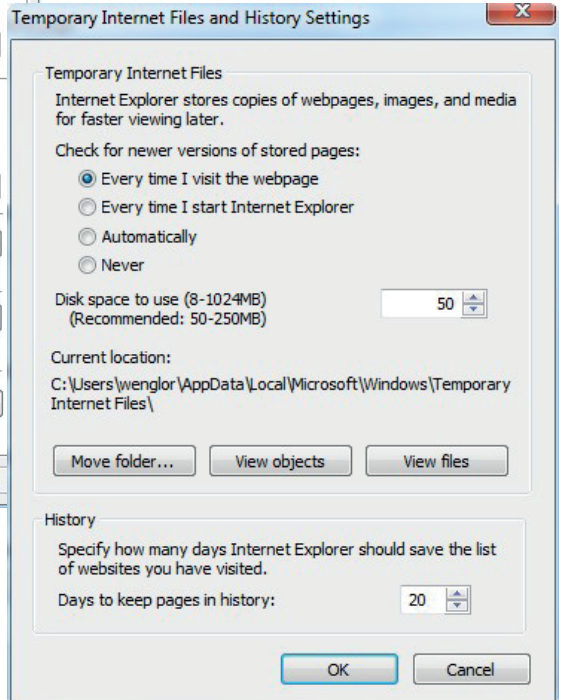 Temporary Internet Files and History Settings
X
Temporary Internet Files
Internet Explorer stores copies of webpages, images, and media
for faster viewing later.
Check for newer versions of stored pages:
Every time I visit the webpage
Every time I start Internet Explorer
Automatically
Never
Disk space to use (8-1024MB) 50
(Recommended: 50-250MB)
Current location:
C:\Users\wenglor\AppData\Local\Microsoft\Windows\Temporary
Internet Files\
Move folder... View objects View files
History
Specify how many days Internet Explorer should save the list
of websites you have visited.
Days to keep pages in history: 20
OK Cancel